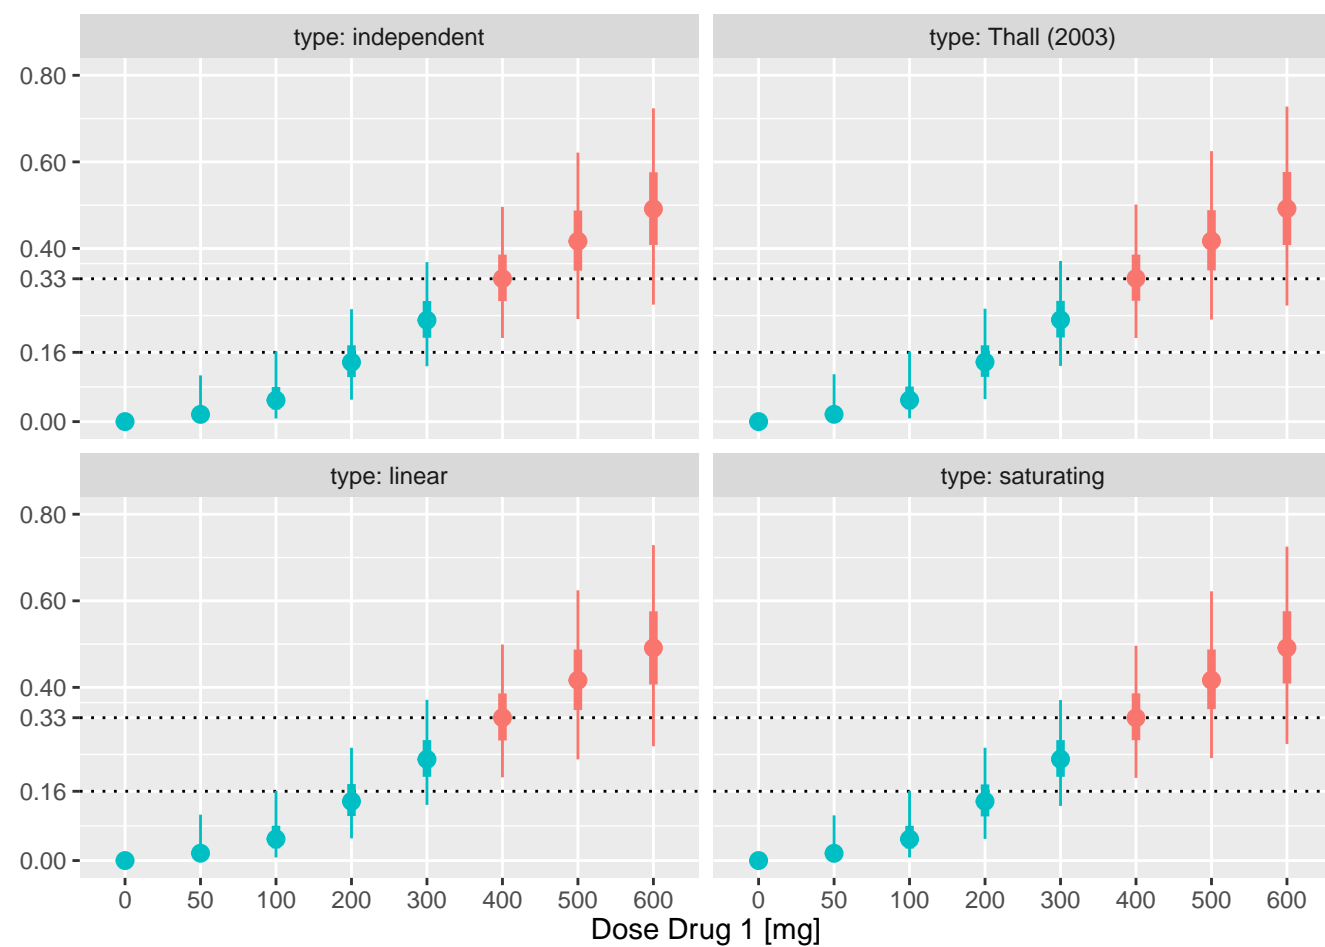 type: independent
type: Thall (2003)
0.80
0.60
0.40
0.33
0.16
0.00
type: linear
type: saturating
0.80
0.60
0.40
0.33
0.16
0.00
0 50 100 200 300 400 500 600
0 50 100 200 300 400 500 600
Dose Drug 1 [mg]